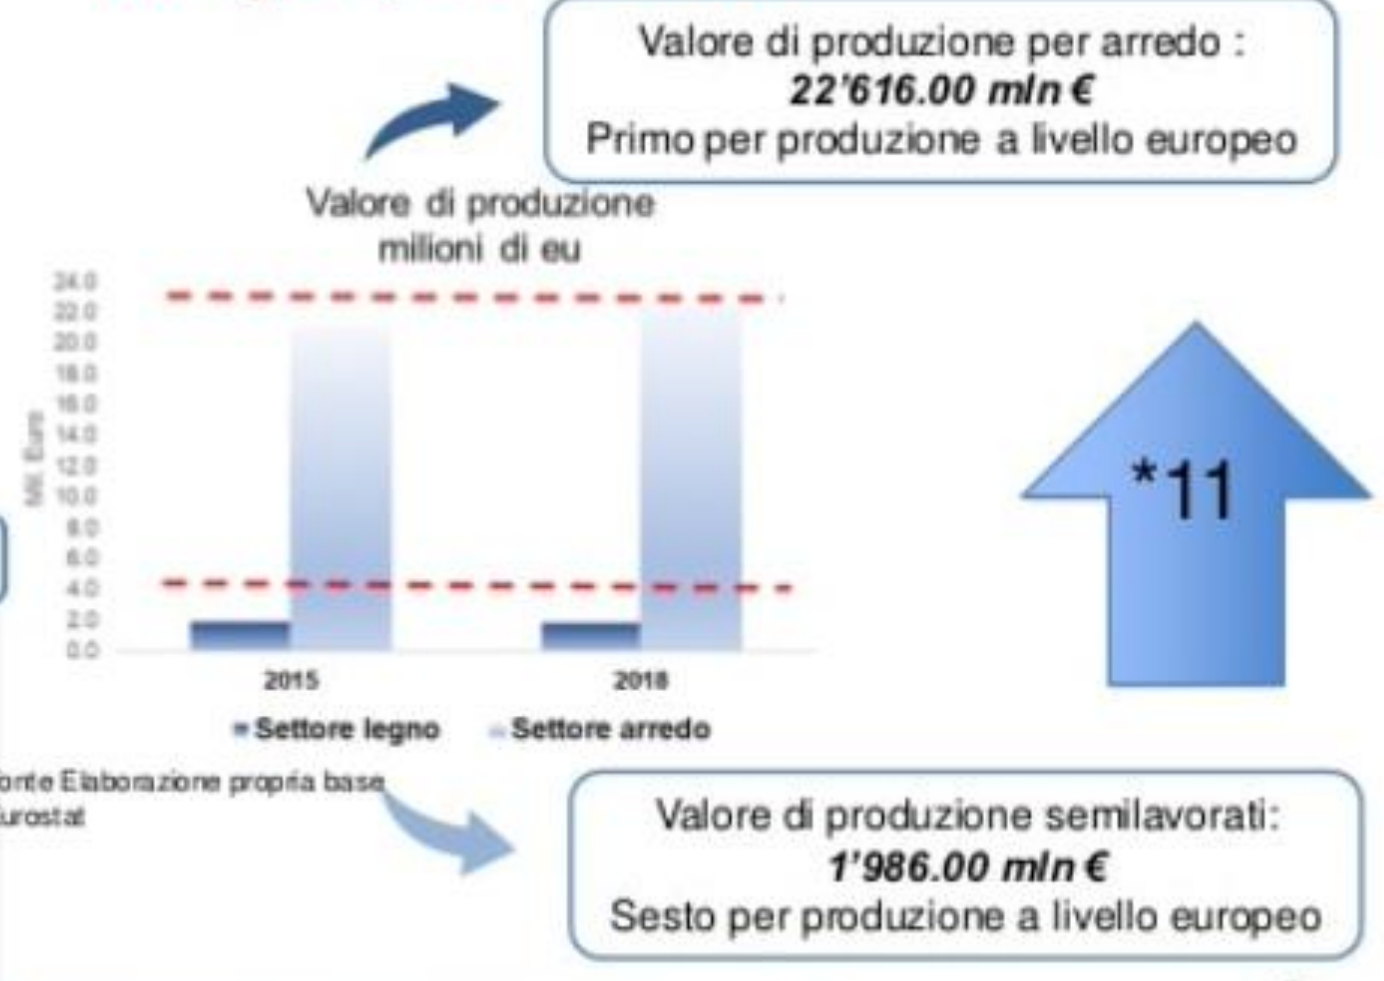 Valore di produzione per arredo :
22'616.00 mln €
Primo per produzione a livello europeo
Valore di produzione
milioni di eu
24.0
22.0
20.0
18.0
16.0
14.0
12.0
10.0
8.0
6.0
4.0
2.0
0.0
Mil. Euro
2015 2018
Settore legno Settore arredo
*11
onte Elaborazione propria base
urostat
Valore di produzione semilavorati:
1'986.00 mln €
Sesto per produzione a livello europeo